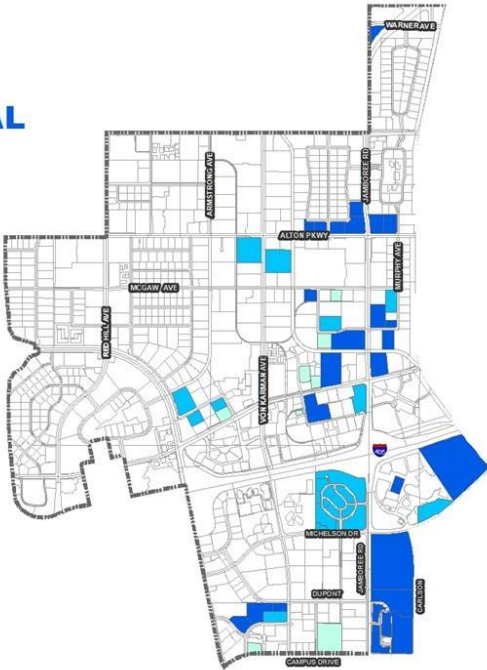 WARNER AVE
AL
ARMSTRONG AVE
JAMBOREE RD
ALTON PKWY
MURPHY AVE
MCGAW AVE
RED HILL AVE
VON KARMAN AVE
405
MICHELSON DR
JAMBOREE RD
DUPONT
CARLSON
CAMPUS DRIVE